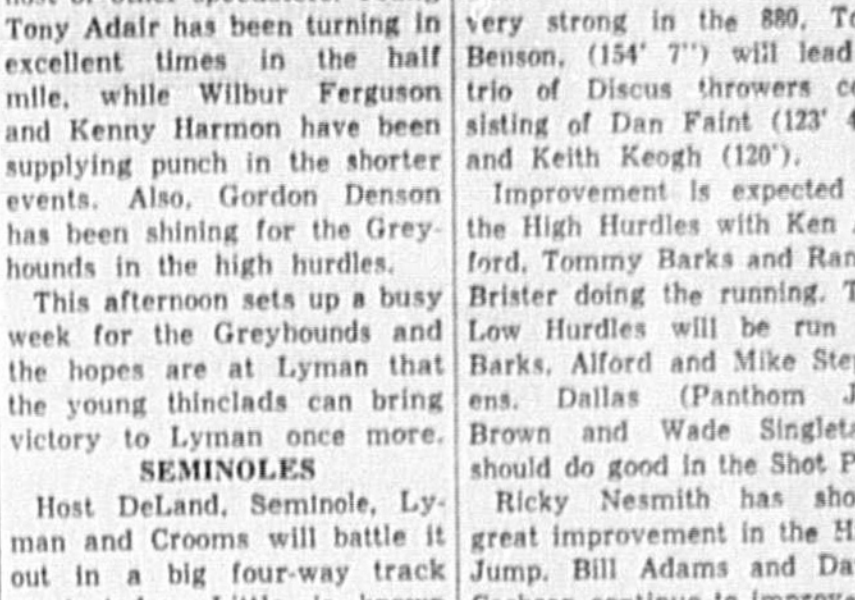 Tony Adair has been turning in
excellent times in the half
mile, while Wilbur Ferguson
and Kenny Harmon have been
supplying punch in the shorter
events. Also, Gordon Denson
has been shining for the Grey-
hounds in the high hurdles.
This afternoon sets up a busy
week for the Greyhounds and
the hopes are at Lyman that
the young thinclads can bring
victory to Lyman once more.
SEMINOLES
Host DeLand, Seminole, Ly-
man and Crooms will battle it
out in a big four-way track
very strong in the 880. To
Benson, (154' 7") will lead
trio of Discus throwers co
sisting of Dan Faint (123' 4
and Keith Keogh (120').
Improvement is expected
the High Hurdles with Ken
ford, Tommy Barks and Ran
Brister doing the running. T
Low Hurdles will be run
Barks, Alford and Mike Step
ens. Dallas (Panthom J
Brown and Wade Singleta
should do good in the Shot P
Ricky Nesmith has sho
great improvement in the H
Jump. Bill Adams and Da